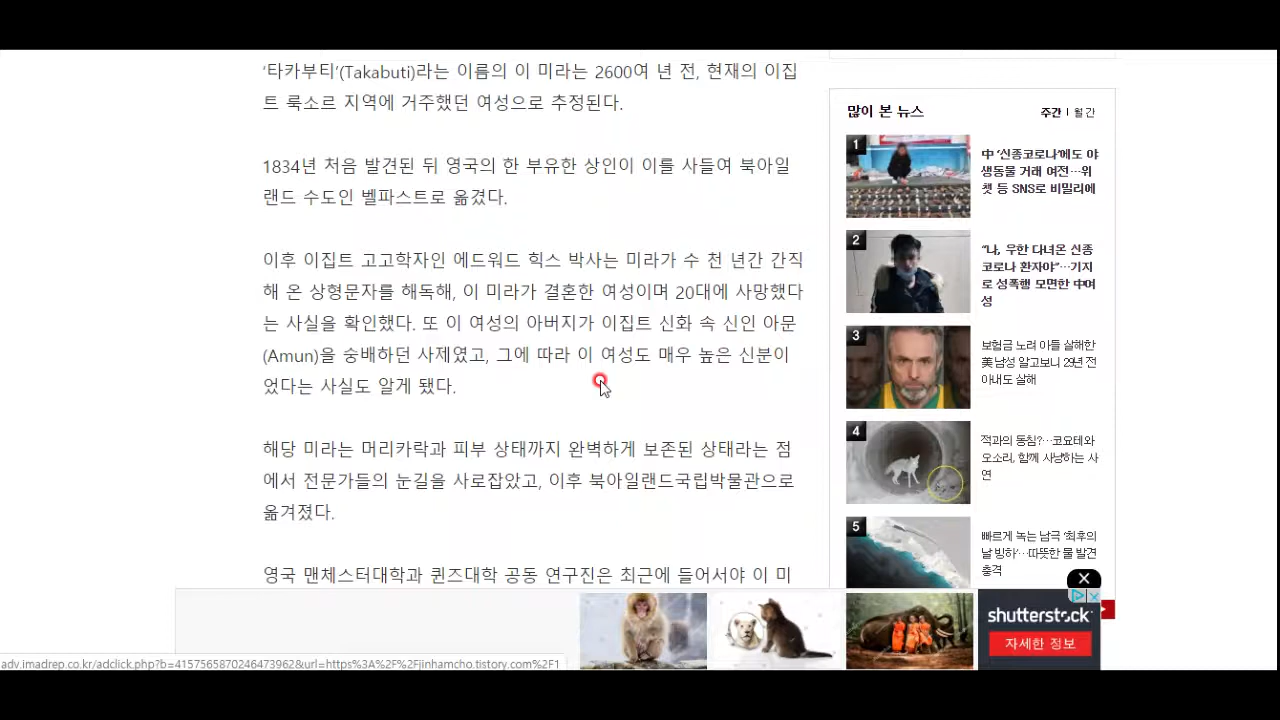 ‘타카부티’(Takabuti)라는 이름의 이 미라는 2600여 년 전, 현재의 이집
트 룩소르 지역에 거주했던 여성으로 추정된다.
1834년 처음 발견된 뒤 영국의 한 부유한 상인이 이를 사들여 북아일
랜드 수도인 벨파스트로 옮겼다.
이후 이집트 고고학자인 에드워드 힉스 박사는 미라가 수 천 년간 간직
해 온 상형문자를 해독해, 이 미라가 결혼한 여성이며 20대에 사망했다
는 사실을 확인했다. 또 이 여성의 아버지가 이집트 신화 속 신인 아문
(Amun)을 숭배하던 사제였고, 그에 따라 이 여성도 매우 높은 신분이
었다는 사실도 알게 됐다.
해당 미라는 머리카락과 피부 상태까지 완벽하게 보존된 상태라는 점
에서 전문가들의 눈길을 사로잡았고, 이후 북아일랜드국립박물관으로
옮겨졌다.
영국 맨체스터대학과 퀸즈대학 공동 연구진은 최근에 들어서야 이 미
많이 본 뉴스
주간 | 월간
1
中 ‘신종코로나’에도 야
생동물 거래 여전…위
챗 등 SNS로 비밀리에
2
“나, 우한 다녀온 신종
코로나 환자야”…기지
로 성폭행 모면한 中여
성
3
보험금 노려 아들 살해한
美 남성 알고보니 29년 전
아내도 살해
4
적과의 동침?…코요테와
오소리, 함께 사냥하는 사
연
5
빠르게 녹는 남극 ‘최후의
날 빙하’…따뜻한 물 발견
충격
shutterstock
자세한 정보
adv.imadrep.co.kr/adclick.php?b=4157565870246473962&url=https%3A%2F%2Fjinhamcho.tistory.com%2F1